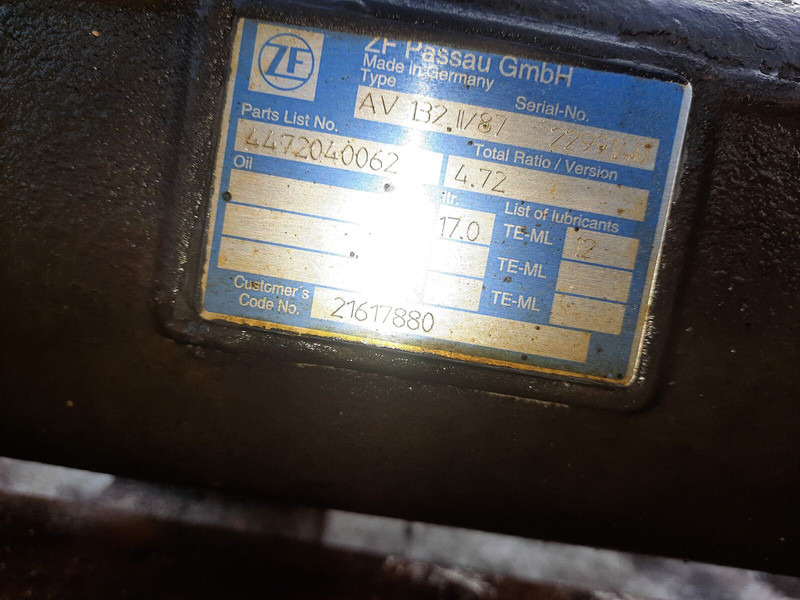 ZF
ZF Passau GmbH
Made in Germany
Type
Serial-No.
AV 132.IV/87
Parts List No.
4472040062
Total Ratio / Version
4.72
Oil
ltr.
List of lubricants
17.0
TE-ML
12
TE-ML
TE-ML
Customer's
Code No.
21617880